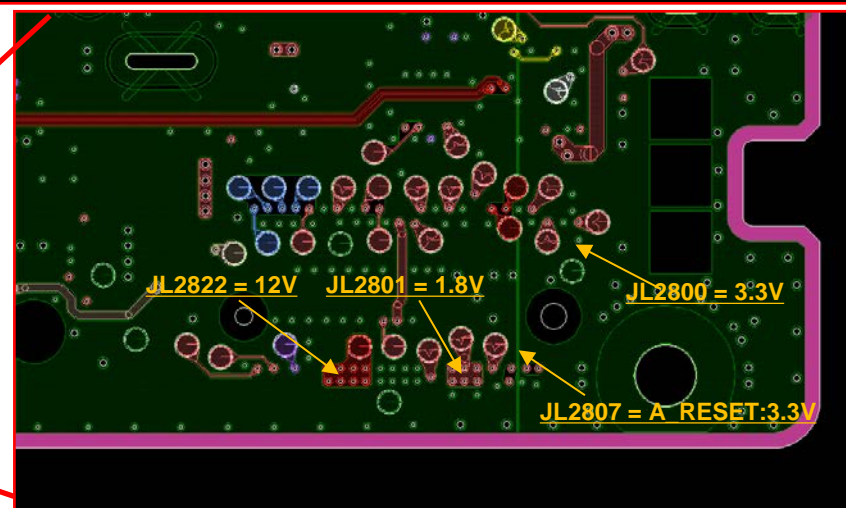 JL2822 = 12V
JL2801 = 1.8V
JL2800 = 3.3V
JL2807 = A_RESET:3.3V